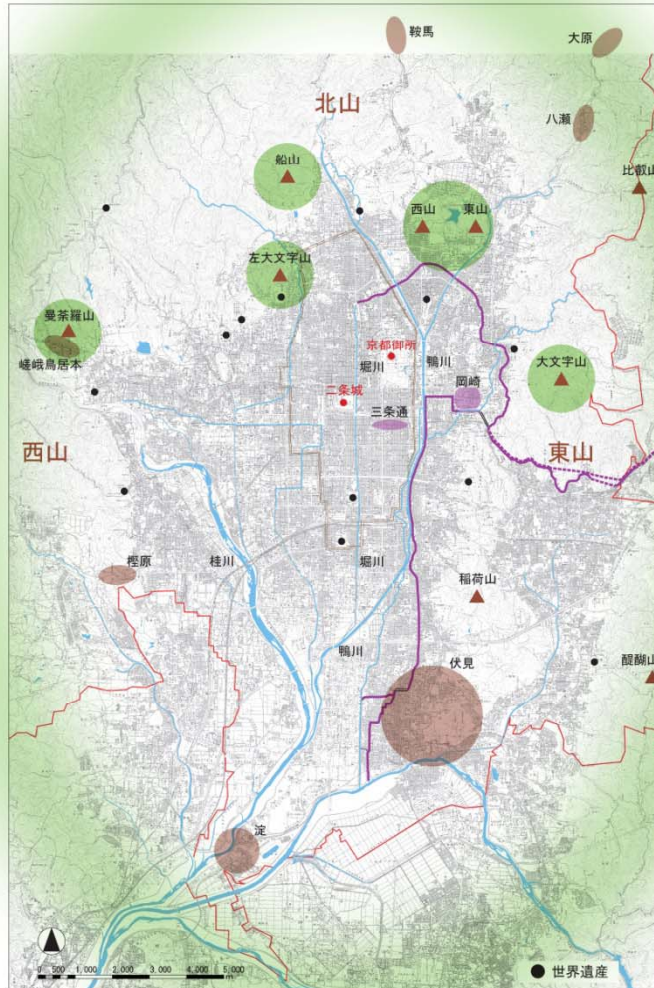 鞍馬
大原
北山
八瀬
船山
比叡山
西山
東山
左大文字山
曼荼羅山
嵯峨鳥居本
京都御所
堀川
鴨川
岡崎
大文字山
二条城
三条通
西山
東山
樫原
桂川
堀川
稲荷山
鴨川
伏見
醍醐山
淀
0 500 1,000 2,000 3,000 4,000 5,000
m
世界遺産